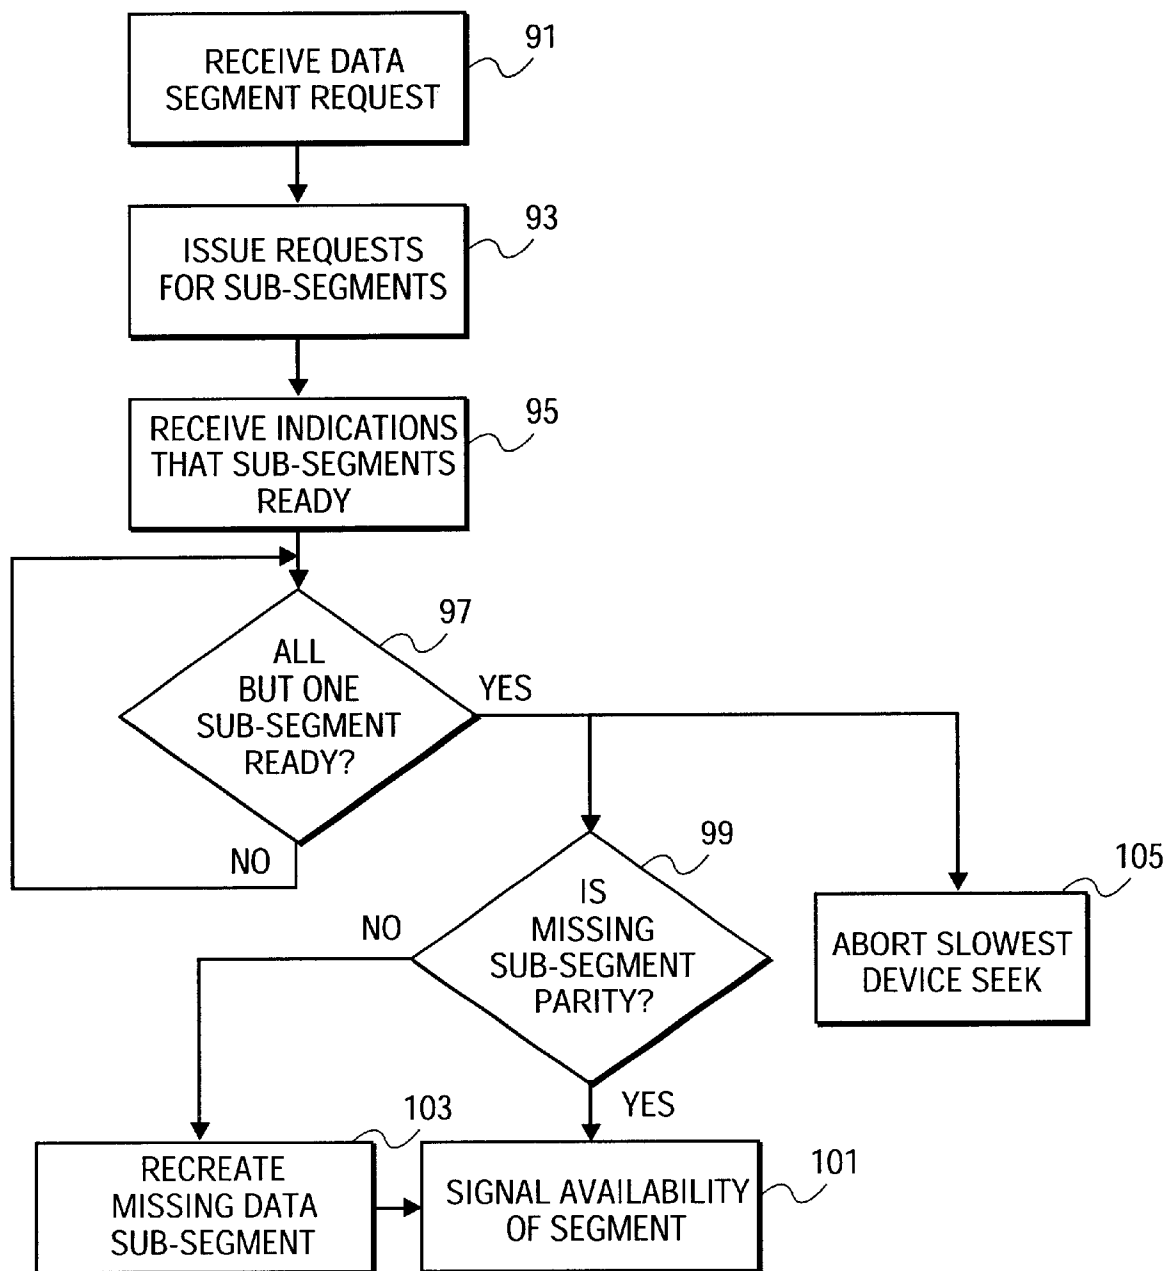 RECEIVE DATA
SEGMENT REQUEST
91
ISSUE REQUESTS
FOR SUB-SEGMENTS
93
RECEIVE INDICATIONS
THAT SUB-SEGMENTS
READY
95
ALL
BUT ONE
SUB-SEGMENT
READY?
97
YES
NO
IS
MISSING
SUB-SEGMENT
PARITY?
99
NO
YES
ABORT SLOWEST
DEVICE SEEK
105
RECREATE
MISSING DATA
SUB-SEGMENT
103
SIGNAL AVAILABILITY
OF SEGMENT
101